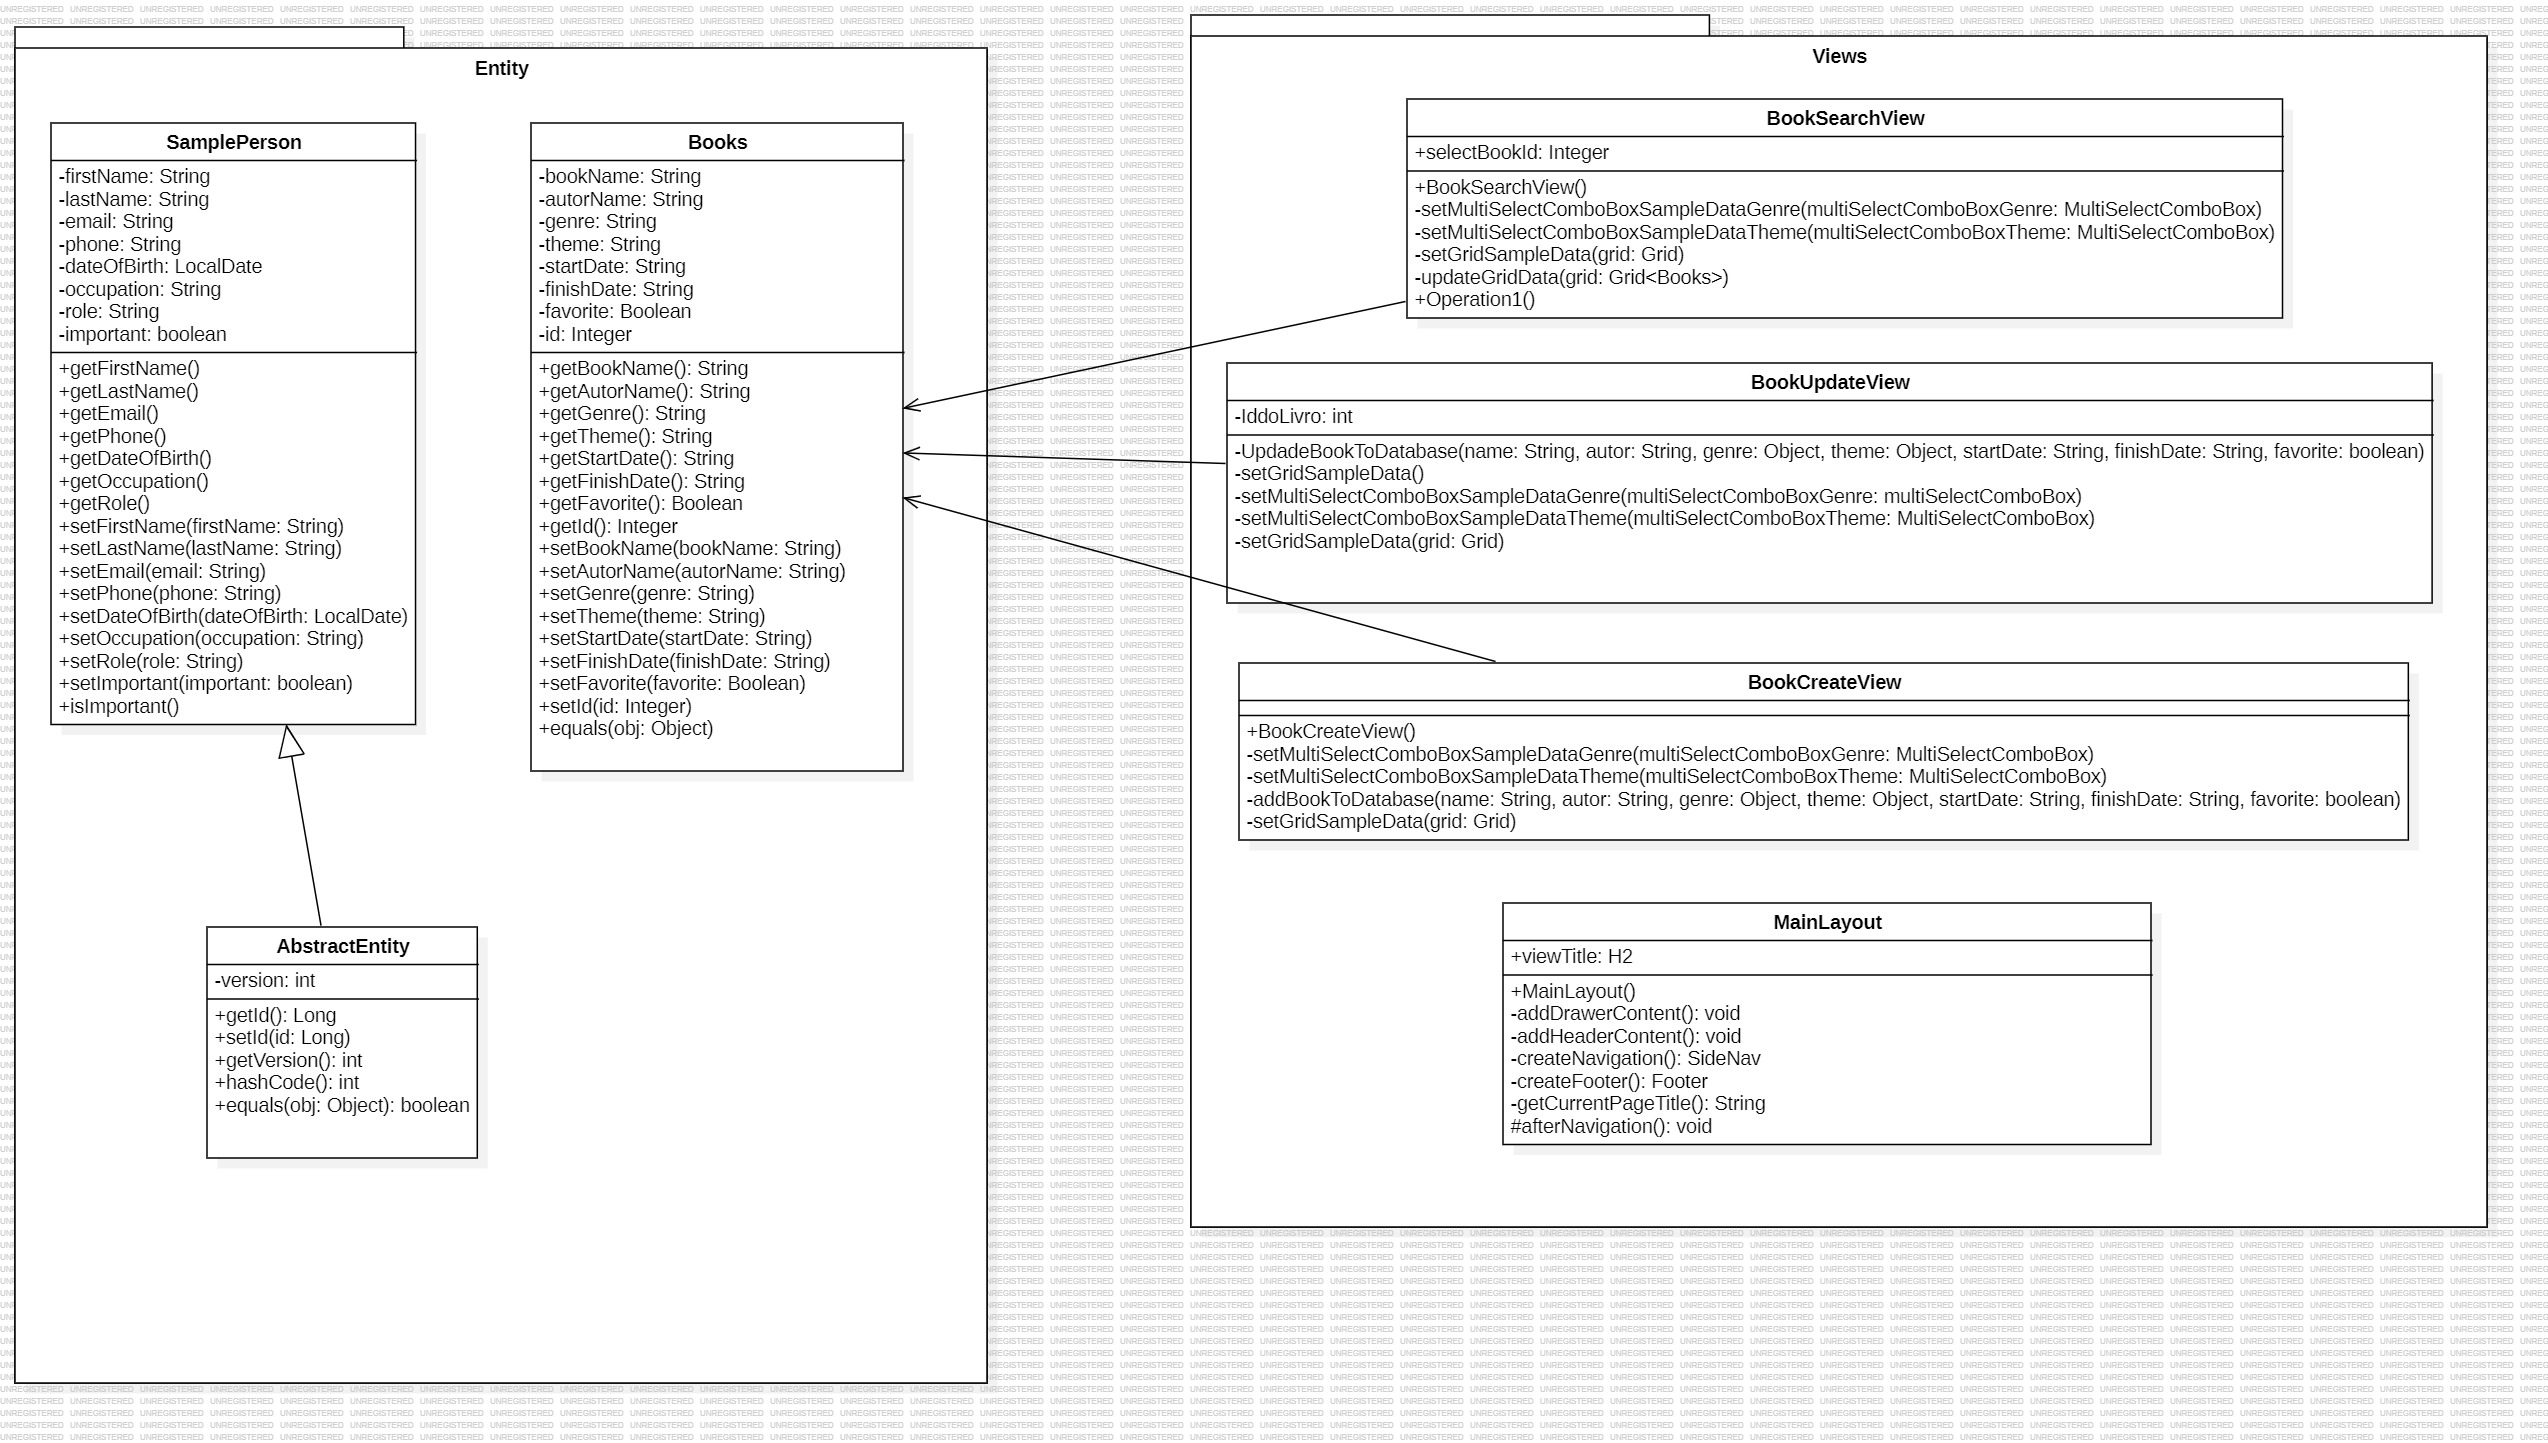 Entity
SamplePerson
-firstName: String
-lastName: String
-email: String
-phone: String
-dateOfBirth: LocalDate
-occupation: String
-role: String
-important: boolean
+getFirstName()
+getLastName()
+getEmail()
+getPhone()
+getDateOfBirth()
+getOccupation()
+getRole()
+setFirstName(firstName: String)
+setLastName(lastName: String)
+setEmail(email: String)
+setPhone(phone: String)
+setDateOfBirth(dateOfBirth: LocalDate)
+setOccupation(occupation: String)
+setRole(role: String)
+setImportant(important: boolean)
+isImportant()
Books
-bookName: String
-autorName: String
-genre: String
-theme: String
-startDate: String
-finishDate: String
-favorite: Boolean
-id: Integer
+getBookName(): String
+getAutorName(): String
+getGenre(): String
+getTheme(): String
+getStartDate(): String
+getFinishDate(): String
+getFavorite(): Boolean
+getId(): Integer
+setBookName(bookName: String)
+setAutorName(autorName: String)
+setGenre(genre: String)
+setTheme(theme: String)
+setStartDate(startDate: String)
+setFinishDate(finishDate: String)
+setFavorite(favorite: Boolean)
+setId(id: Integer)
+equals(obj: Object)
AbstractEntity
-version: int
+getId(): Long
+setId(id: Long)
+getVersion(): int
+hashCode(): int
+equals(obj: Object): boolean
Views
BookSearchView
+selectBookId: Integer
+BookSearchView()
-setMultiSelectComboBoxSampleDataGenre(multiSelectComboBoxGenre: MultiSelectComboBox)
-setMultiSelectComboBoxSampleDataTheme(multiSelectComboBoxTheme: MultiSelectComboBox)
-setGridSampleData(grid: Grid)
-updateGridData(grid: Grid<Books>)
+Operation1()
BookUpdateView
-IddoLivro: int
-UpdadeBookToDatabase(name: String, autor: String, genre: Object, theme: Object, startDate: String, finishDate: String, favorite: boolean)
-setGridSampleData()
-setMultiSelectComboBoxSampleDataGenre(multiSelectComboBoxGenre: multiSelectComboBox)
-setMultiSelectComboBoxSampleDataTheme(multiSelectComboBoxTheme: MultiSelectComboBox)
-setGridSampleData(grid: Grid)
BookCreateView
+BookCreateView()
-setMultiSelectComboBoxSampleDataGenre(multiSelectComboBoxGenre: MultiSelectComboBox)
-setMultiSelectComboBoxSampleDataTheme(multiSelectComboBoxTheme: MultiSelectComboBox)
-addBookToDatabase(name: String, autor: String, genre: Object, theme: Object, startDate: String, finishDate: String, favorite: boolean)
-setGridSampleData(grid: Grid)
MainLayout
+viewTitle: H2
+MainLayout()
-addDrawerContent(): void
-addHeaderContent(): void
-createNavigation(): SideNav
-createFooter(): Footer
-getCurrentPageTitle(): String
#afterNavigation(): void
UNREGISTERED